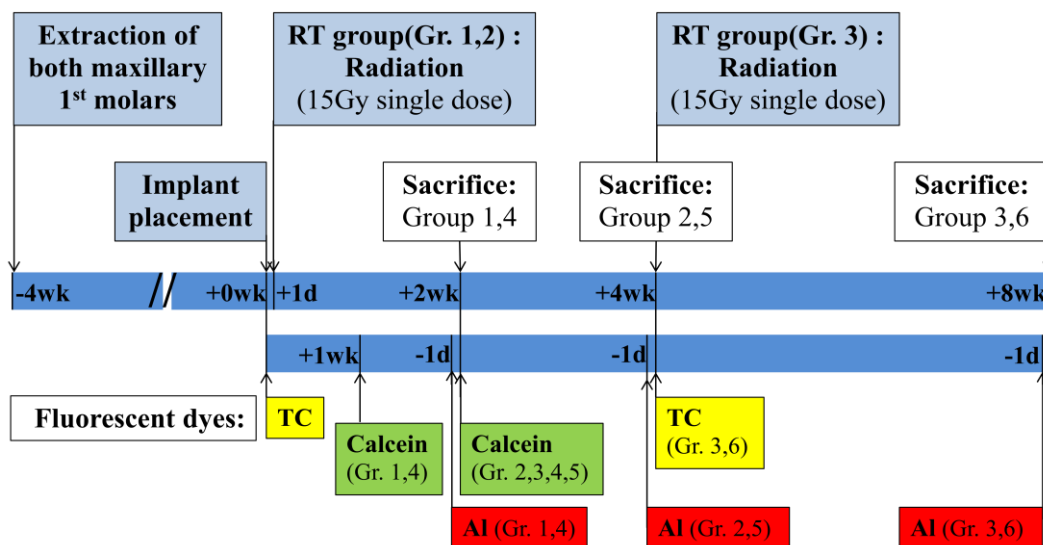 Extraction of
both maxillary
1st molars
RT group(Gr. 1,2) :
Radiation
(15Gy single dose)
RT group(Gr. 3) :
Radiation
(15Gy single dose)
Implant
placement
Sacrifice:
Group 1,4
Sacrifice:
Group 2,5
Sacrifice:
Group 3,6
-4wk // +0wk +1d +2wk +4wk +8wk
+1wk -1d -1d -1d
Fluorescent dyes:
TC
TC
(Gr. 3,6)
Calcein
(Gr. 1,4)
Calcein
(Gr. 2,3,4,5)
Al (Gr. 1,4)
Al (Gr. 2,5)
Al (Gr. 3,6)